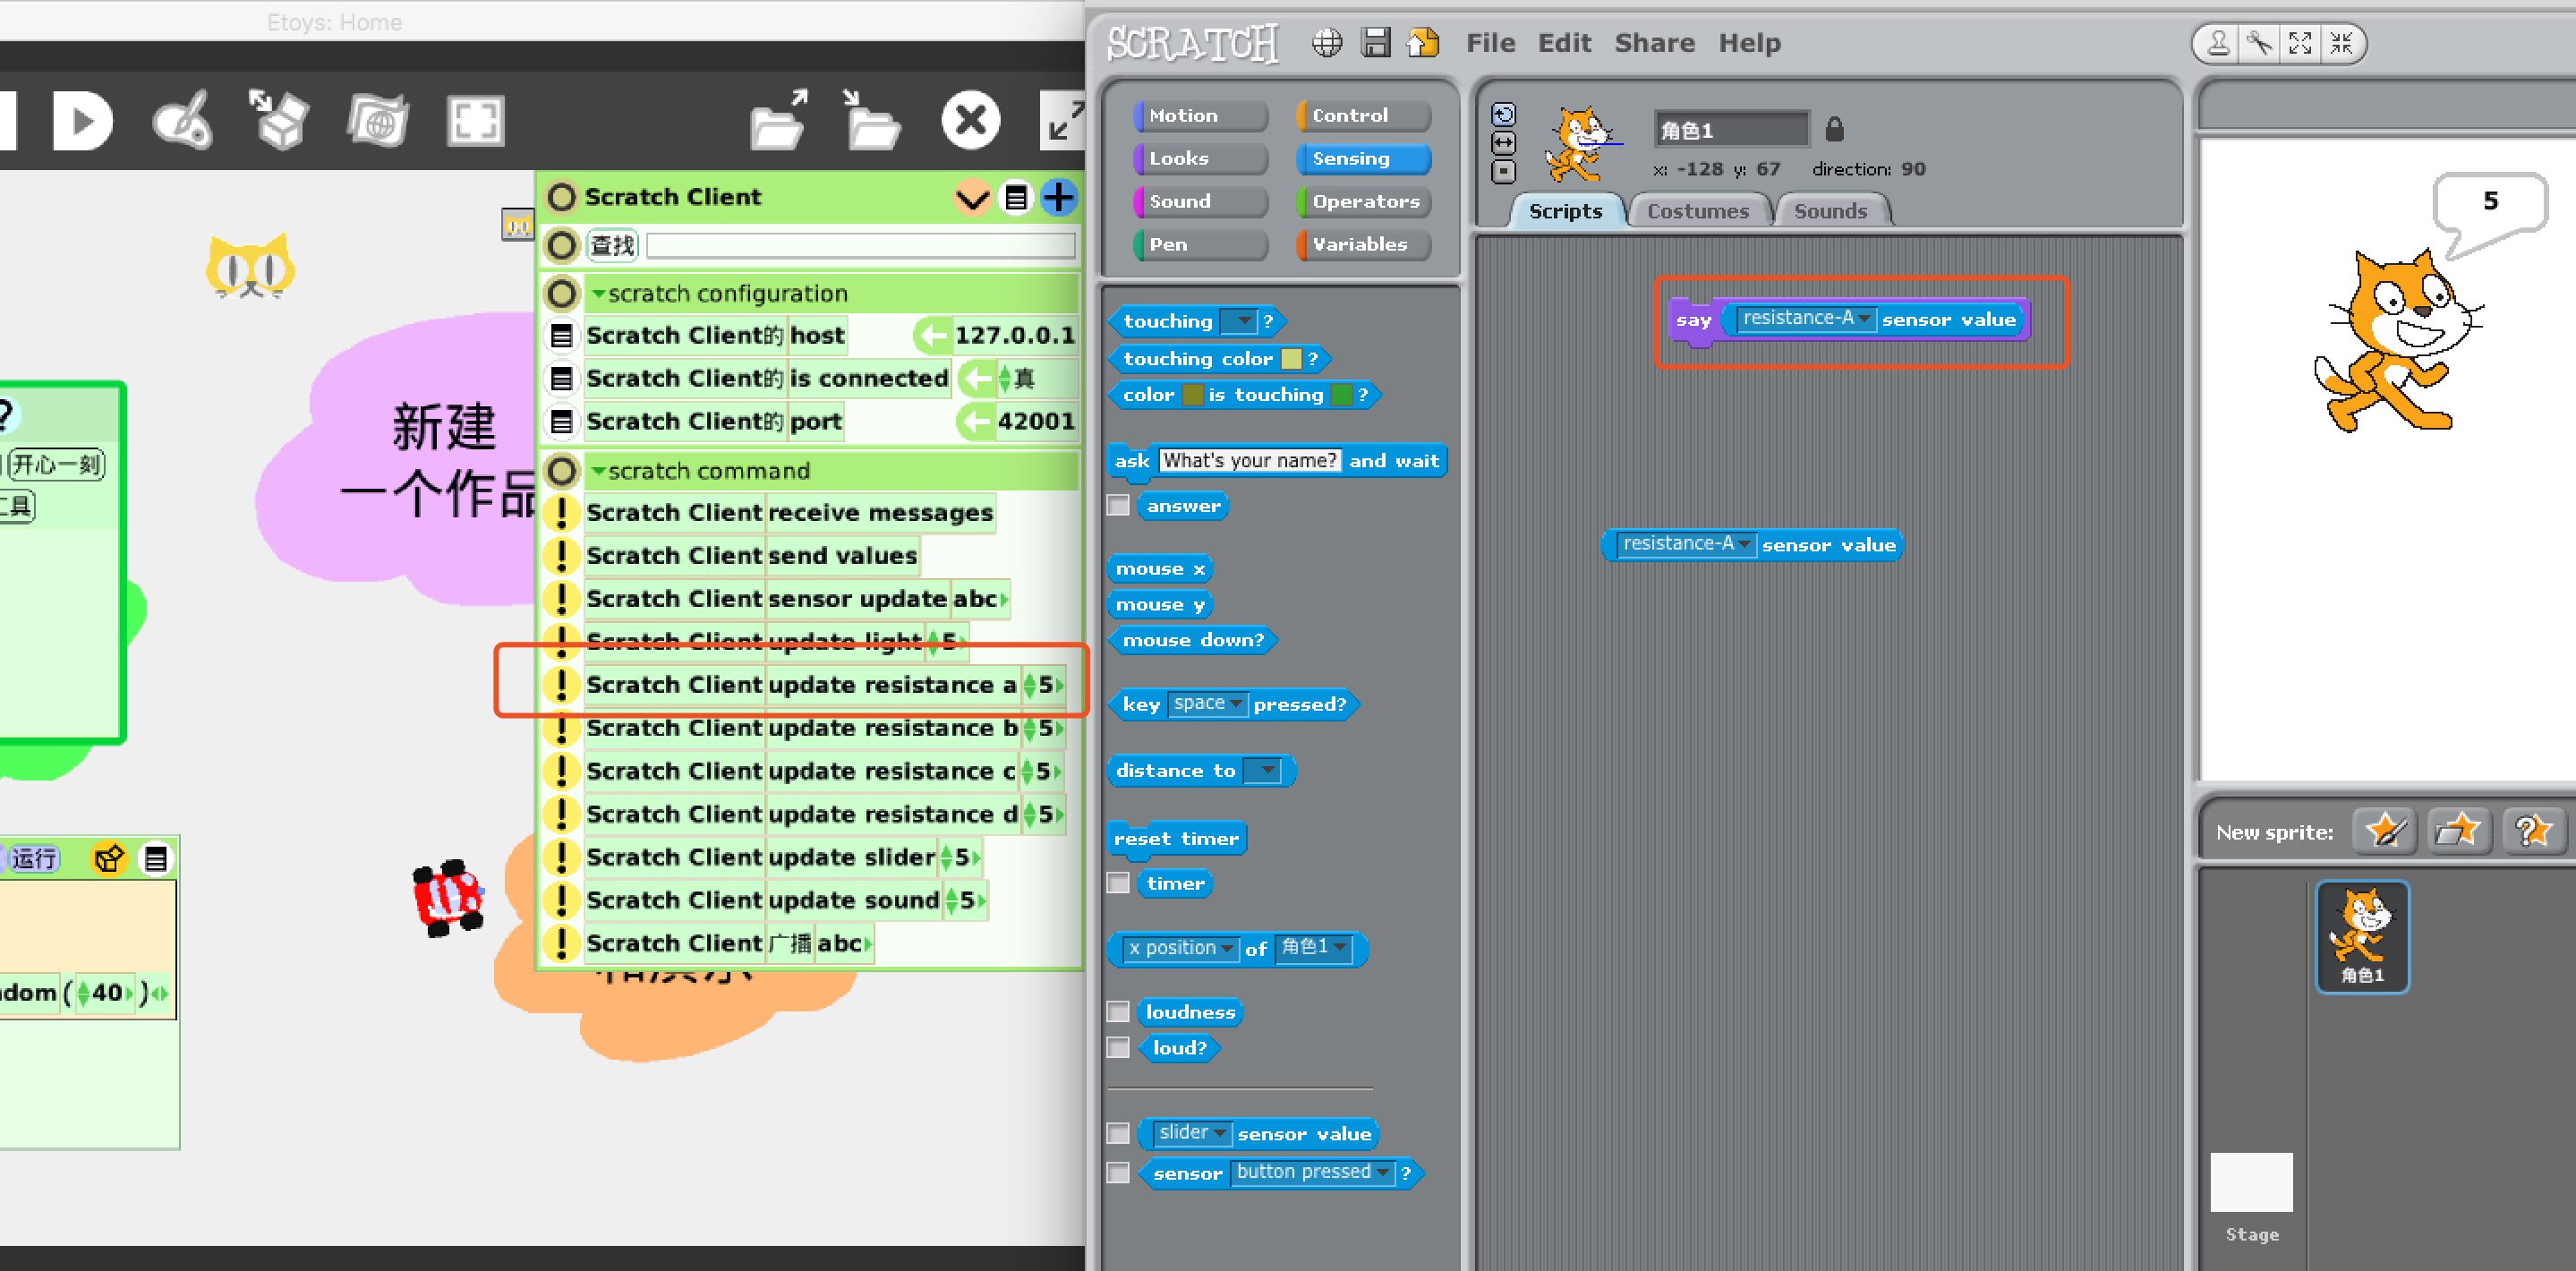 Etoys: Home
Scratch Client
查找
scratch configuration
Scratch Client的 host 127.0.0.1
Scratch Client的 is connected 真
Scratch Client的 port 42001
scratch command
Scratch Client receive messages
Scratch Client send values
Scratch Client sensor update abc
Scratch Client update light 5
Scratch Client update resistance a 5
Scratch Client update resistance b 5
Scratch Client update resistance c 5
Scratch Client update resistance d 5
Scratch Client update slider 5
Scratch Client update sound 5
Scratch Client 广播 abc
新建
一个作品
?
开心一刻
工具
运行
dom ( 40 )
SCRATCH
File Edit Share Help
Motion Control
Looks Sensing
Sound Operators
Pen Variables
touching ?
touching color ?
color is touching ?
ask What's your name? and wait
answer
mouse x
mouse y
mouse down?
key space pressed?
distance to
reset timer
timer
x position of 角色1
loudness
loud?
slider sensor value
sensor button pressed ?
角色1
x: -128 y: 67 direction: 90
Scripts Costumes Sounds
say resistance-A sensor value
resistance-A sensor value
5
New sprite:
角色1
Stage